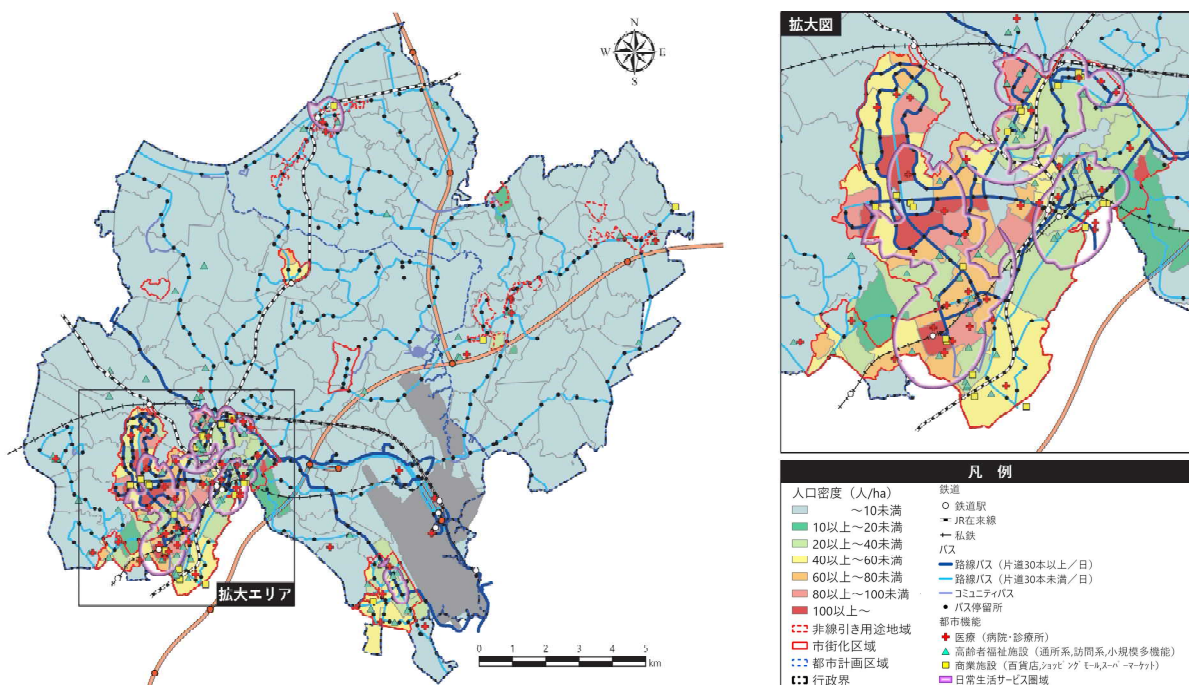 N
W E
S
拡大エリア
0 1 2 3 4 5
km
拡大図
凡 例
人口密度（人/ha）
～10未満
10以上～20未満
20以上～40未満
40以上～60未満
60以上～80未満
80以上～100未満
100以上～
非線引き用途地域
市街化区域
都市計画区域
行政界
鉄道
鉄道駅
JR在来線
私鉄
バス
路線バス（片道30本以上／日）
路線バス（片道30本未満／日）
コミュニティバス
バス停留所
都市機能
医療（病院・診療所）
高齢者福祉施設（通所系,訪問系,小規模多機能）
商業施設（百貨店,ショッピングモール,スーパーマーケット）
日常生活サービス圏域